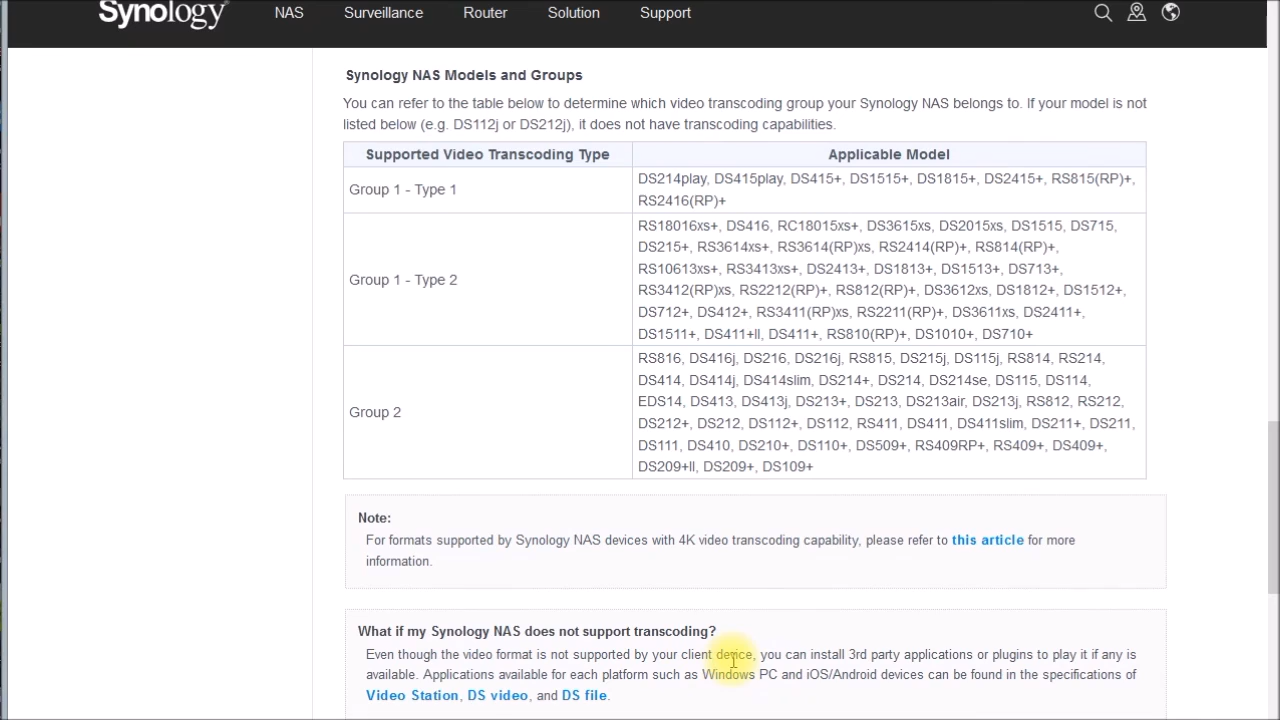 Synology
NAS
Surveillance
Router
Solution
Support
Synology NAS Models and Groups
You can refer to the table below to determine which video transcoding group your Synology NAS belongs to. If your model is not
listed below (e.g. DS112j or DS212j), it does not have transcoding capabilities.
Supported Video Transcoding Type
Applicable Model
Group 1 - Type 1
DS214play, DS415play, DS415+, DS1515+, DS1815+, DS2415+, RS815(RP)+,
RS2416(RP)+
Group 1 - Type 2
RS18016xs+, DS416, RC18015xs+, DS3615xs, DS2015xs, DS1515, DS715,
DS215+, RS3614xs+, RS3614(RP)xs, RS2414(RP)+, RS814(RP)+,
RS10613xs+, RS3413xs+, DS2413+, DS1813+, DS1513+, DS713+,
RS3412(RP)xs, RS2212(RP)+, RS812(RP)+, DS3612xs, DS1812+, DS1512+,
DS712+, DS412+, RS3411(RP)xs, RS2211(RP)+, DS3611xs, DS2411+,
DS1511+, DS411+II, DS411+, RS810(RP)+, DS1010+, DS710+
Group 2
RS816, DS416j, DS216, DS216j, RS815, DS215j, DS115j, RS814, RS214,
DS414, DS414j, DS414slim, DS214+, DS214, DS214se, DS115, DS114,
EDS14, DS413, DS413j, DS213+, DS213, DS213air, DS213j, RS812, RS212,
DS212+, DS212, DS112+, DS112, RS411, DS411, DS411slim, DS211+, DS211,
DS111, DS410, DS210+, DS110+, DS509+, RS409RP+, RS409+, DS409+,
DS209+II, DS209+, DS109+
Note:
For formats supported by Synology NAS devices with 4K video transcoding capability, please refer to this article for more
information.
What if my Synology NAS does not support transcoding?
Even though the video format is not supported by your client device, you can install 3rd party applications or plugins to play it if any is
available. Applications available for each platform such as Windows PC and iOS/Android devices can be found in the specifications of
Video Station, DS video, and DS file.